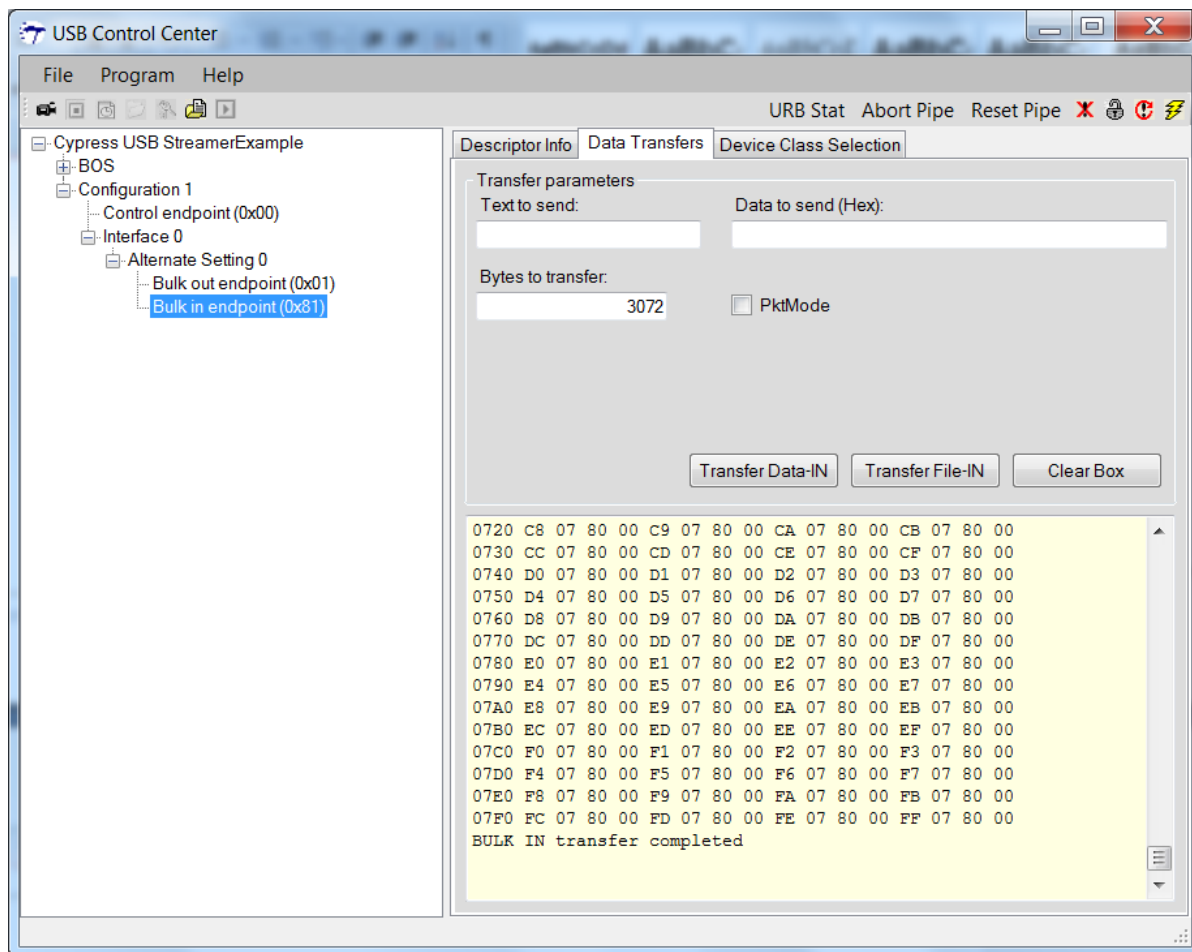 USB Control Center
File Program Help
URB Stat Abort Pipe Reset Pipe
Cypress USB StreamerExample
BOS
Configuration 1
Control endpoint (0x00)
Interface 0
Alternate Setting 0
Bulk out endpoint (0x01)
Bulk in endpoint (0x81)
Descriptor Info Data Transfers Device Class Selection
Transfer parameters
Text to send: Data to send (Hex):
Bytes to transfer:
3072 PktMode
Transfer Data-IN Transfer File-IN Clear Box
0720 C8 07 80 00 C9 07 80 00 CA 07 80 00 CB 07 80 00
0730 CC 07 80 00 CD 07 80 00 CE 07 80 00 CF 07 80 00
0740 D0 07 80 00 D1 07 80 00 D2 07 80 00 D3 07 80 00
0750 D4 07 80 00 D5 07 80 00 D6 07 80 00 D7 07 80 00
0760 D8 07 80 00 D9 07 80 00 DA 07 80 00 DB 07 80 00
0770 DC 07 80 00 DD 07 80 00 DE 07 80 00 DF 07 80 00
0780 E0 07 80 00 E1 07 80 00 E2 07 80 00 E3 07 80 00
0790 E4 07 80 00 E5 07 80 00 E6 07 80 00 E7 07 80 00
07A0 E8 07 80 00 E9 07 80 00 EA 07 80 00 EB 07 80 00
07B0 EC 07 80 00 ED 07 80 00 EE 07 80 00 EF 07 80 00
07C0 F0 07 80 00 F1 07 80 00 F2 07 80 00 F3 07 80 00
07D0 F4 07 80 00 F5 07 80 00 F6 07 80 00 F7 07 80 00
07E0 F8 07 80 00 F9 07 80 00 FA 07 80 00 FB 07 80 00
07F0 FC 07 80 00 FD 07 80 00 FE 07 80 00 FF 07 80 00
BULK IN transfer completed